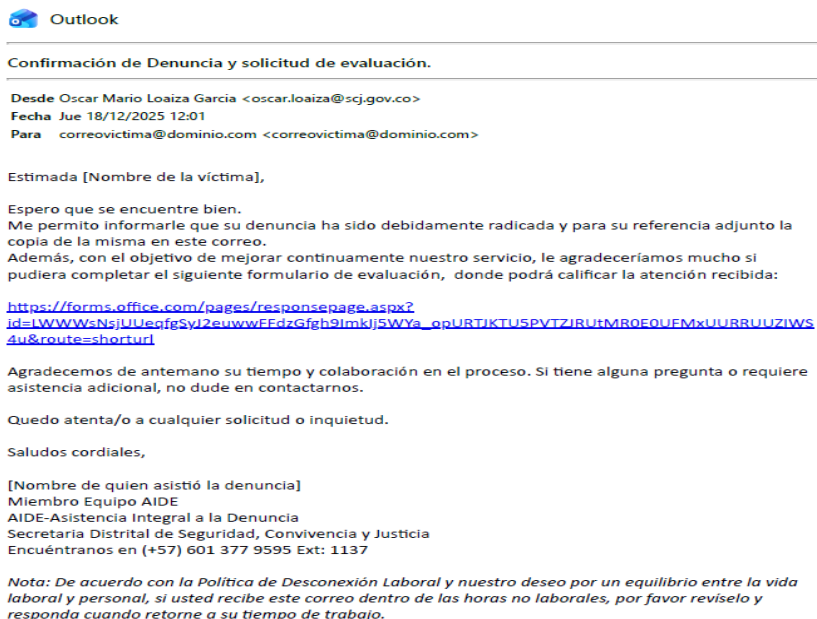 Outlook
Confirmación de Denuncia y solicitud de evaluación.
Desde Oscar Mario Loaiza Garcia <oscar.loaiza@scj.gov.co>
Fecha Jue 18/12/2025 12:01
Para correovictima@dominio.com <correovictima@dominio.com>
Estimada [Nombre de la víctima],
Espero que se encuentre bien.
Me permito informarle que su denuncia ha sido debidamente radicada y para su referencia adjunto la
copia de la misma en este correo.
Además, con el objetivo de mejorar continuamente nuestro servicio, le agradeceríamos mucho si
pudiera completar el siguiente formulario de evaluación, donde podrá calificar la atención recibida:
https://forms.office.com/pages/responsepage.aspx?
id=LWWWsNsjUUeqfgSyJ2euwwFFdzGfgh9ImkIj5WYa_opURTJKTU5PVTZJRUtMR0E0UFMxUURRUUZIWS
4u&route=shorturl
Agradecemos de antemano su tiempo y colaboración en el proceso. Si tiene alguna pregunta o requiere
asistencia adicional, no dude en contactarnos.
Quedo atenta/o a cualquier solicitud o inquietud.
Saludos cordiales,
[Nombre de quien asistió la denuncia]
Miembro Equipo AIDE
AIDE-Asistencia Integral a la Denuncia
Secretaria Distrital de Seguridad, Convivencia y Justicia
Encuéntranos en (+57) 601 377 9595 Ext: 1137
Nota: De acuerdo con la Política de Desconexión Laboral y nuestro deseo por un equilibrio entre la vida
laboral y personal, si usted recibe este correo dentro de las horas no laborales, por favor revíselo y
responda cuando retorne a su tiempo de trabajo.